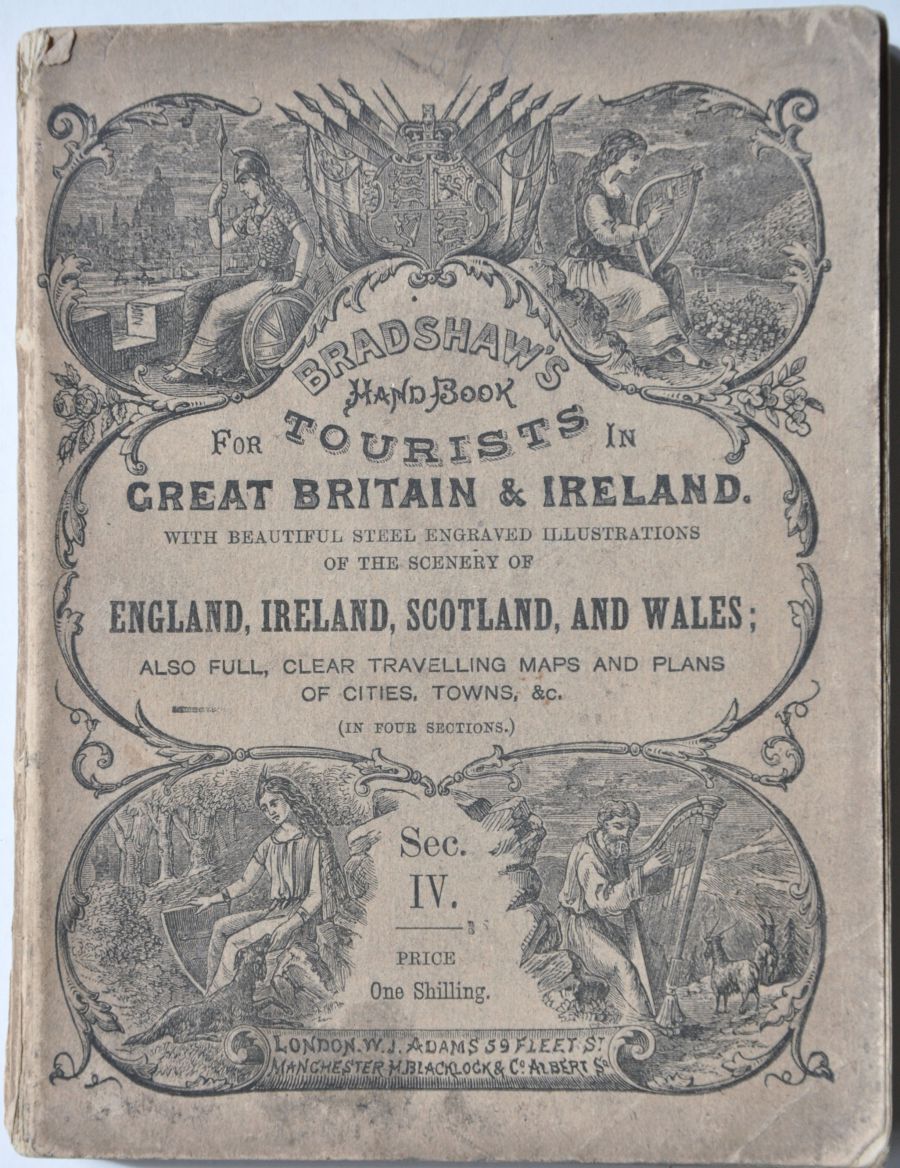 BRADSHAW'S
HAND-BOOK
FOR TOURISTS IN
GREAT BRITAIN & IRELAND.
WITH BEAUTIFUL STEEL ENGRAVED ILLUSTRATIONS
OF THE SCENERY OF
ENGLAND, IRELAND, SCOTLAND, AND WALES;
ALSO FULL, CLEAR TRAVELLING MAPS AND PLANS
OF CITIES, TOWNS, &c.
(IN FOUR SECTIONS.)
Sec.
IV.
PRICE
One Shilling.
LONDON. W. J. ADAMS 59 FLEET ST
MANCHESTER H. BLACKLOCK & Co ALBERT SQ